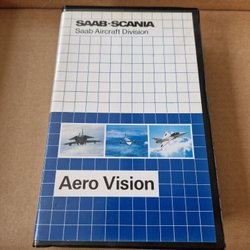 SAAB-SCANIA
Saab Aircraft Division
Aero Vision